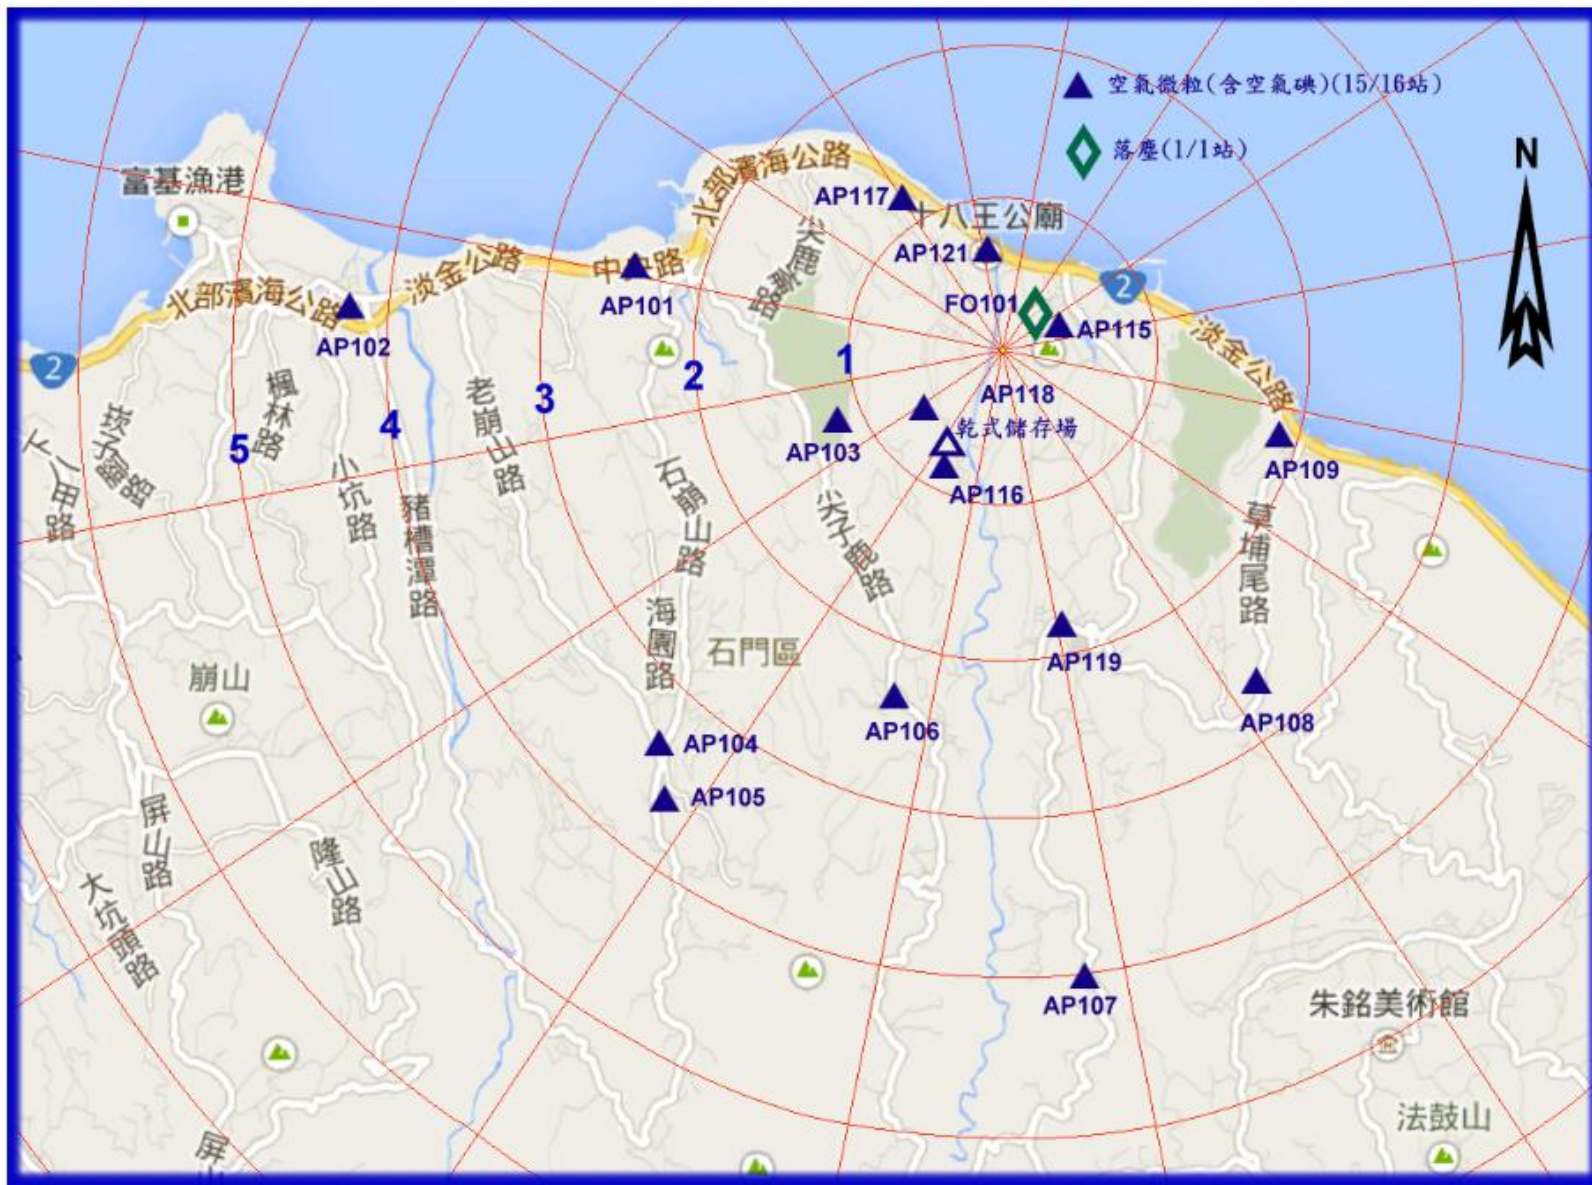 空氣微粒(含空氣碘)(15/16站)
落塵(1/1站)
N
富基漁港
北部濱海公路
AP117
十八王公廟
尖鹿
路
AP121
淡金公路
中央路
2
AP101
FO101
AP115
北部濱海公路
AP102
淡金公路
2
1
2
3
4
5
AP118
乾式儲存場
AP103
AP109
AP116
楓林路
老崩山路
石崩山路
小坑路
豬槽潭路
尖子鹿路
草埔尾路
海園路
石門區
AP119
崩山
AP106
AP108
AP104
AP105
屏山路
隆山路
大坑頭路
AP107
朱銘美術館
法鼓山
屏山